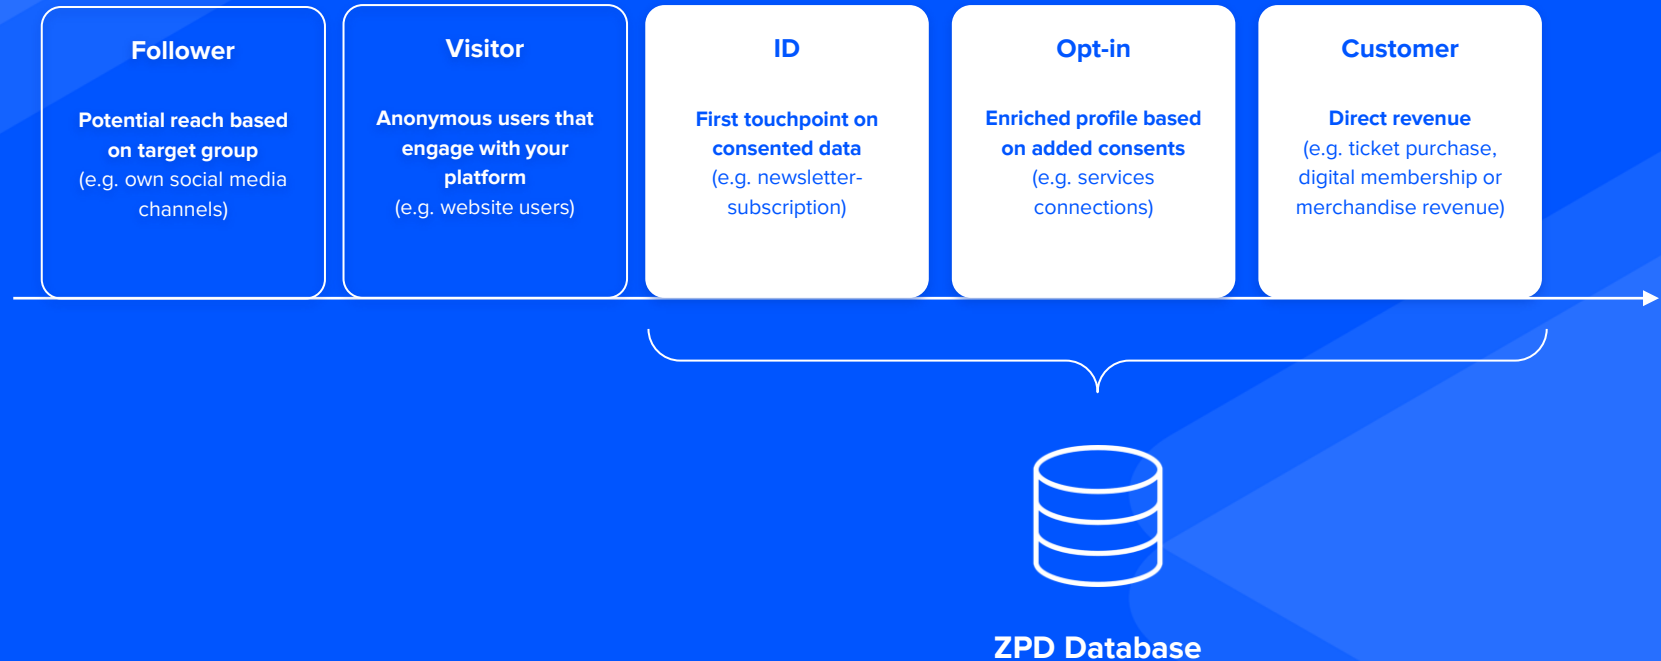 Follower
Potential reach based
on target group
(e.g. own social media
channels)
Visitor
Anonymous users that
engage with your
platform
(e.g. website users)
ID
First touchpoint on
consented data
(e.g. newsletter-
subscription)
Opt-in
Enriched profile based
on added consents
(e.g. services
connections)
Customer
Direct revenue
(e.g. ticket purchase,
digital membership or
merchandise revenue)
ZPD Database